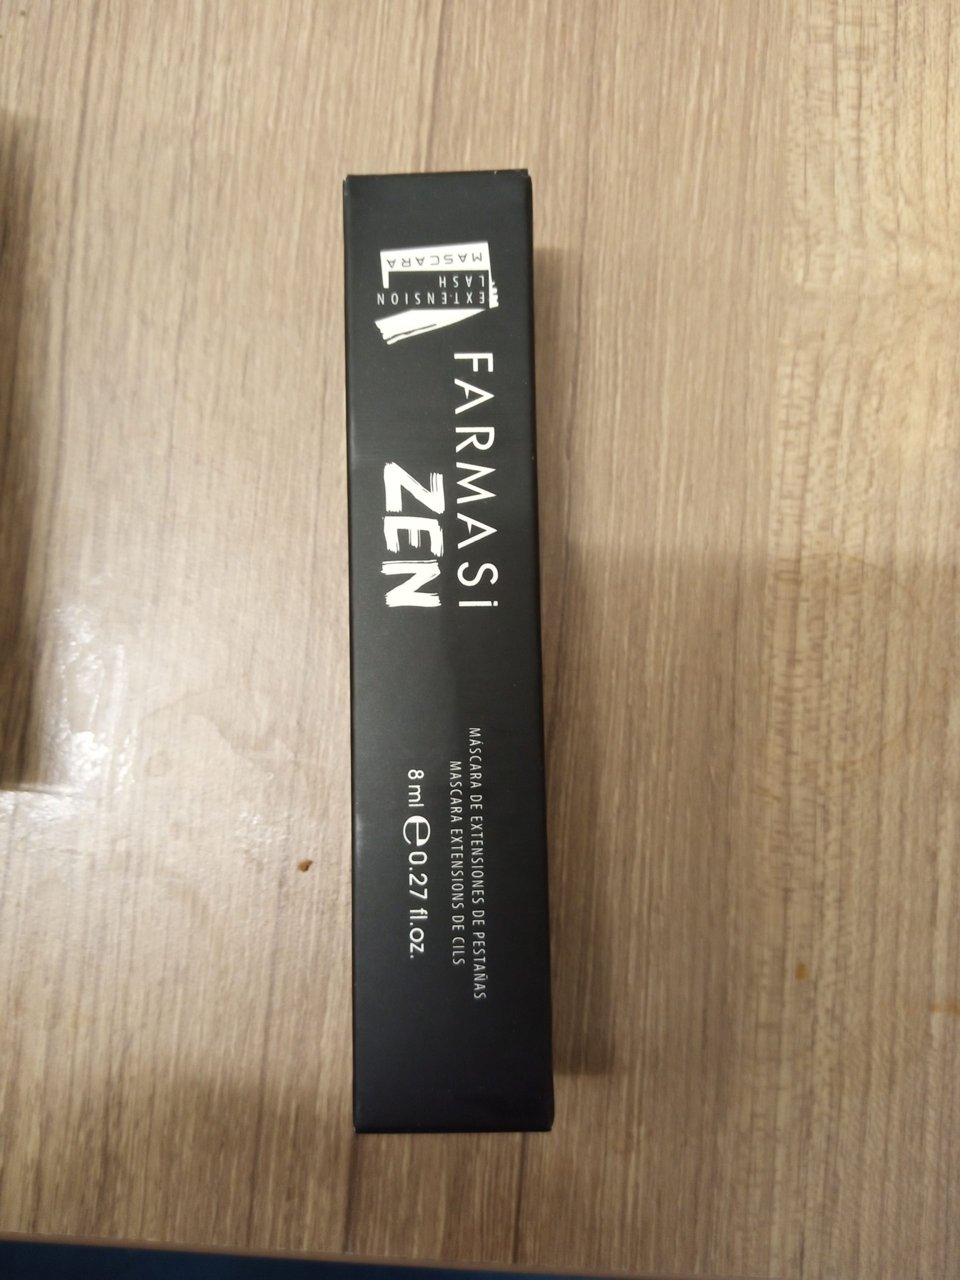 FARMASi
ZEN
EXTENSION
LASH
MASCARA
MÁSCARA DE EXTENSIONES DE PESTAÑAS
MASCARA EXTENSIONS DE CILS
8 ml ℮ 0.27 fl.oz.